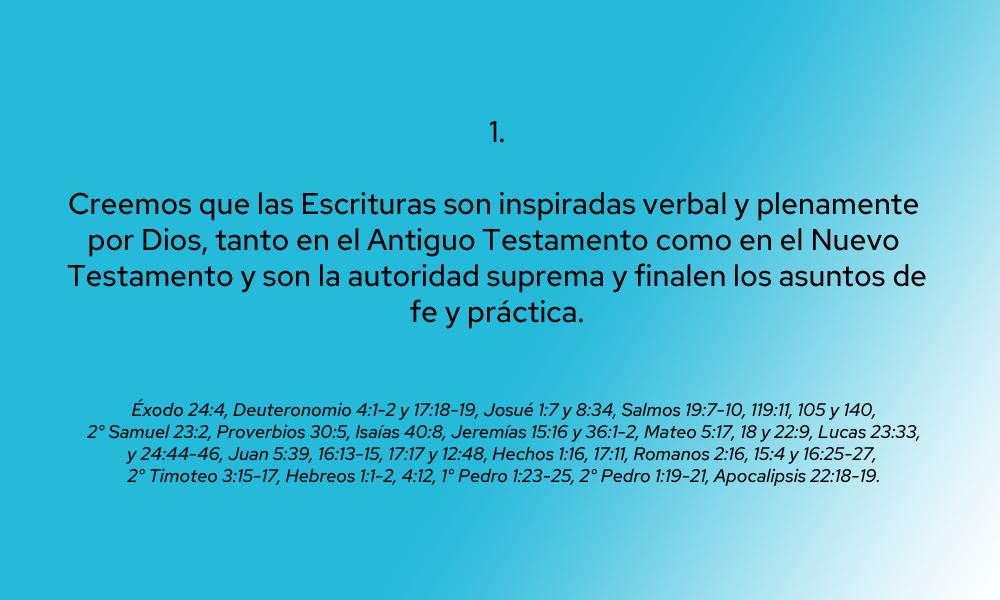 1.
Creemos que las Escrituras son inspiradas verbal y plenamente
por Dios, tanto en el Antiguo Testamento como en el Nuevo
Testamento y son la autoridad suprema y finalen los asuntos de
fe y práctica.
Éxodo 24:4, Deuteronomio 4:1-2 y 17:18-19, Josué 1:7 y 8:34, Salmos 19:7-10, 119:11, 105 y 140,
2° Samuel 23:2, Proverbios 30:5, Isaías 40:8, Jeremías 15:16 y 36:1-2, Mateo 5:17, 18 y 22:9, Lucas 23:33,
y 24:44-46, Juan 5:39, 16:13-15, 17:17 y 12:48, Hechos 1:16, 17:11, Romanos 2:16, 15:4 y 16:25-27,
2° Timoteo 3:15-17, Hebreos 1:1-2, 4:12, 1° Pedro 1:23-25, 2° Pedro 1:19-21, Apocalipsis 22:18-19.